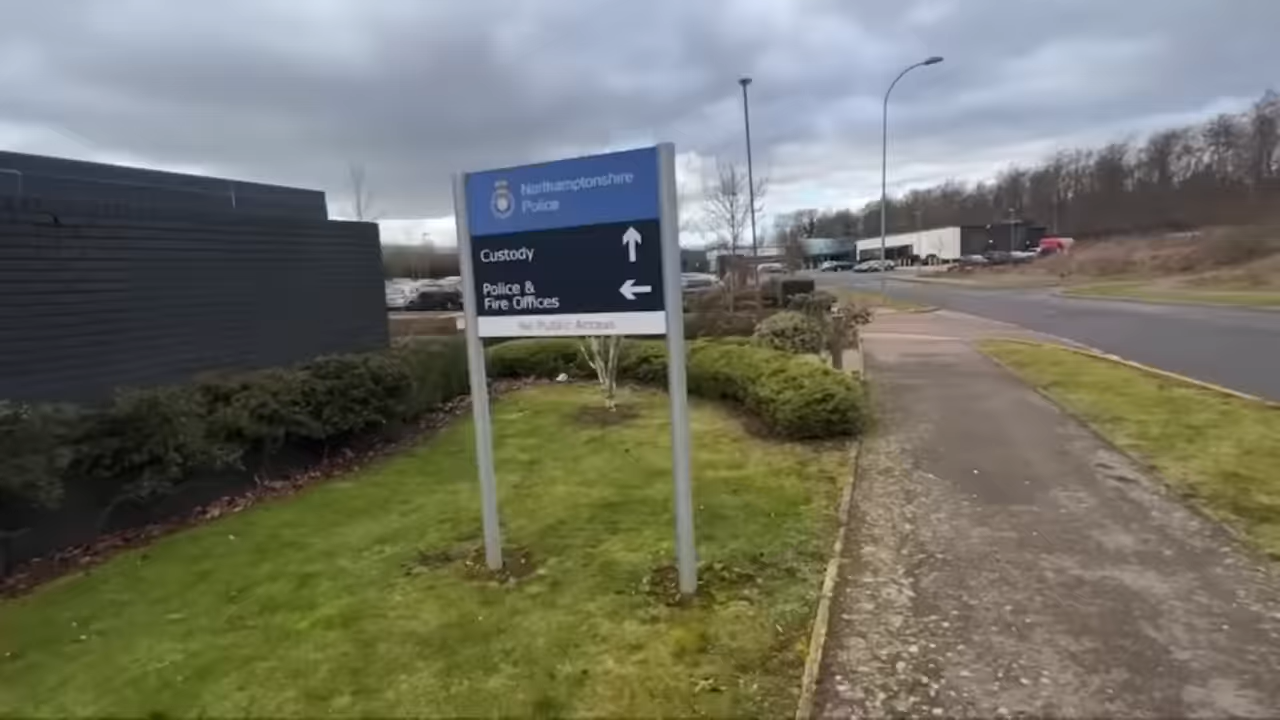 Northamptonshire
Police
Custody
Police &
Fire Offices
No Public Access